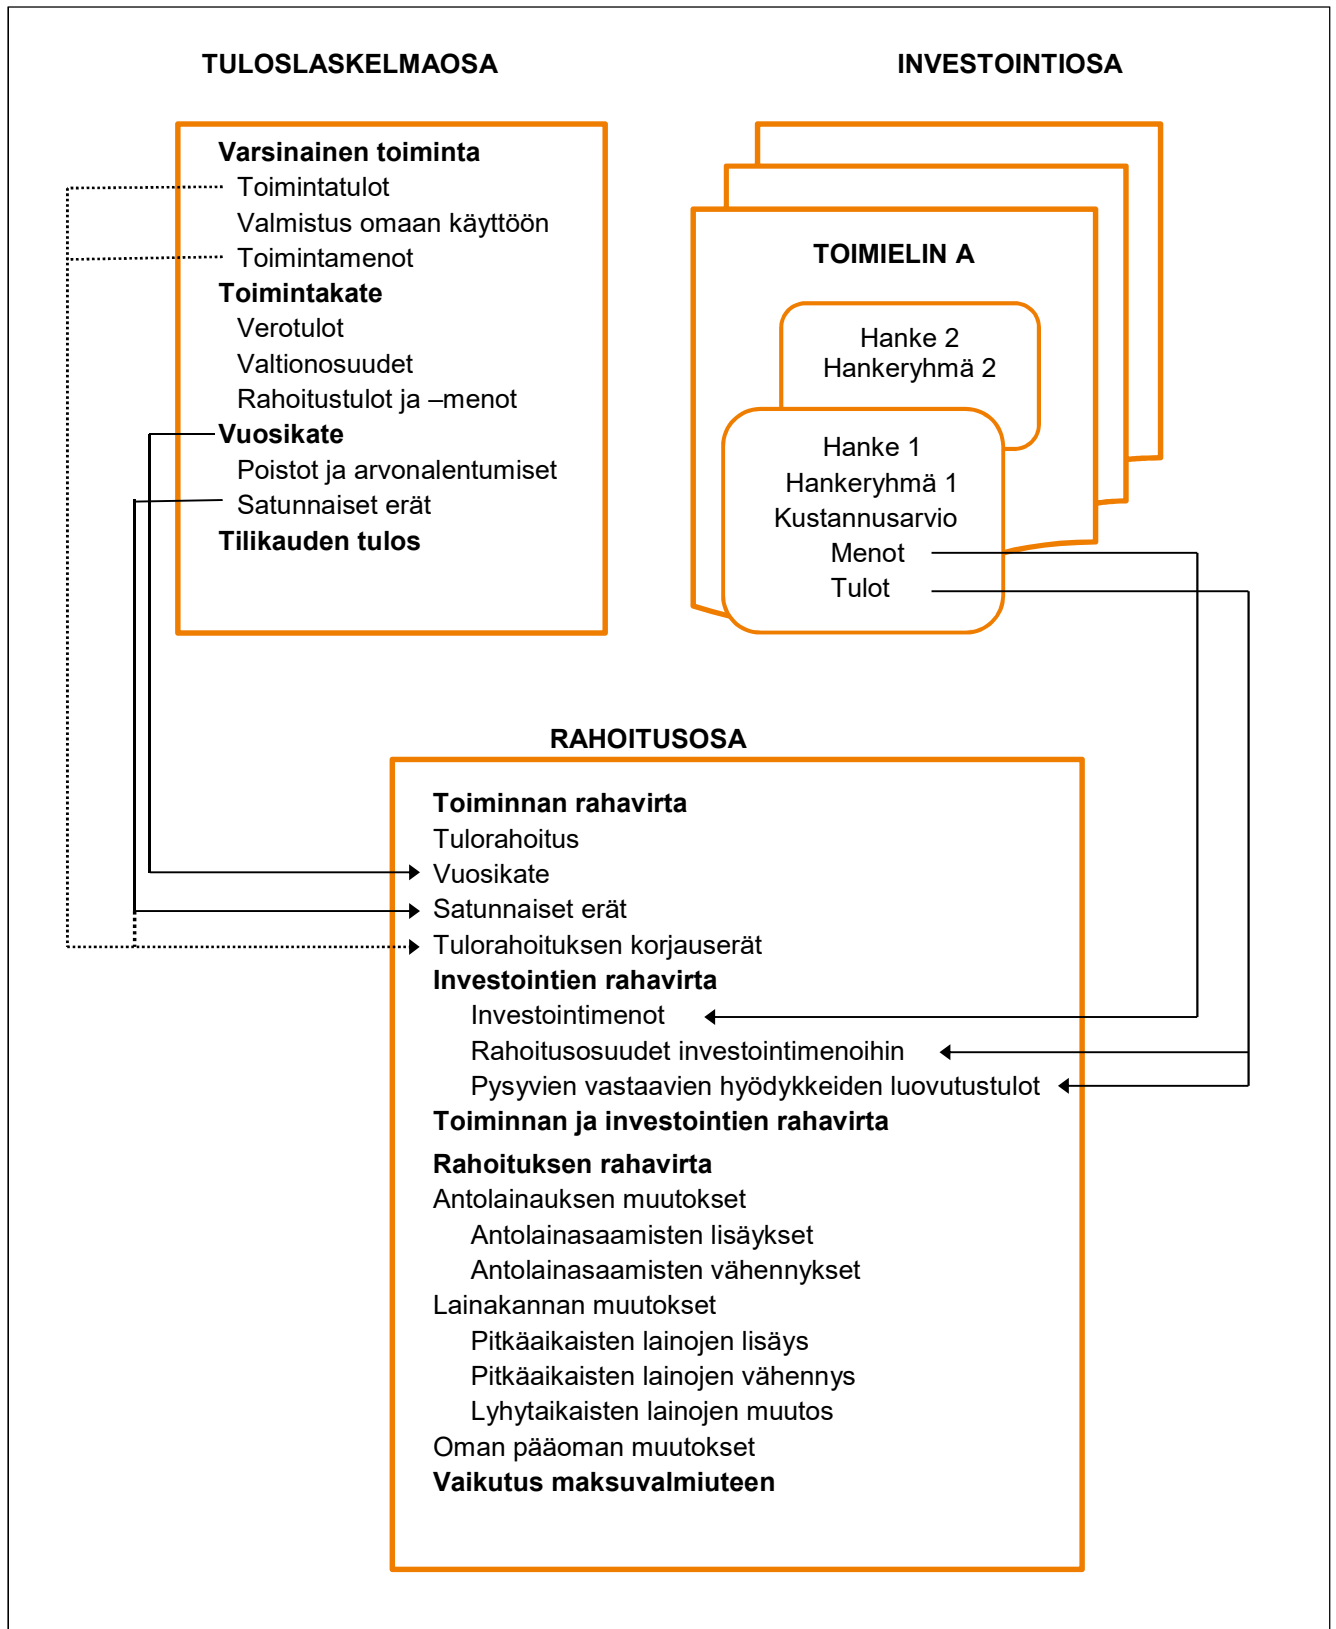 TULOSLASKELMAOSA
Varsinainen toiminta
Toimintatulot
Valmistus omaan käyttöön
Toimintamenot
Toimintakate
Verotulot
Valtionosuudet
Rahoitustulot ja –menot
Vuosikate
Poistot ja arvonalentumiset
Satunnaiset erät
Tilikauden tulos
INVESTOINTIOSA
TOIMIELIN A
Hanke 2
Hankeryhmä 2
Hanke 1
Hankeryhmä 1
Kustannusarvio
Menot
Tulot
RAHOITUSOSA
Toiminnan rahavirta
Tulorahoitus
Vuosikate
Satunnaiset erät
Tulorahoituksen korjauserät
Investointien rahavirta
Investointimenot
Rahoitusosuudet investointimenoihin
Pysyvien vastaavien hyödykkeiden luovutustulot
Toiminnan ja investointien rahavirta
Rahoituksen rahavirta
Antolainauksen muutokset
Antolainasaamisten lisäykset
Antolainasaamisten vähennykset
Lainakannan muutokset
Pitkäaikaisten lainojen lisäys
Pitkäaikaisten lainojen vähennys
Lyhytaikaisten lainojen muutos
Oman pääoman muutokset
Vaikutus maksuvalmiuteen